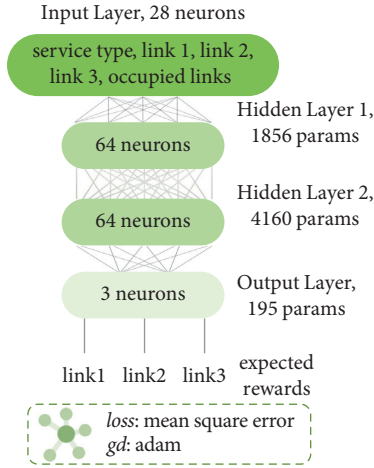 Input Layer, 28 neurons
service type, link 1, link 2,
link 3, occupied links
Hidden Layer 1,
1856 params
64 neurons
Hidden Layer 2,
4160 params
64 neurons
Output Layer,
195 params
3 neurons
link1 link2 link3
expected
rewards
loss: mean square error
gd: adam